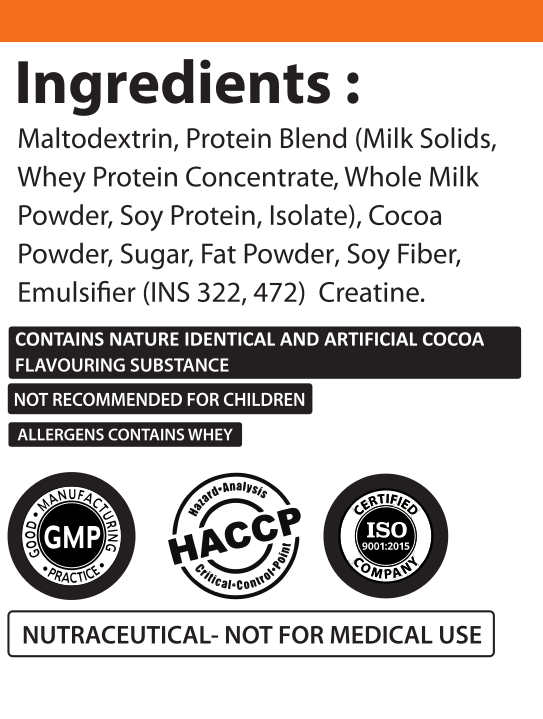 Ingredients :
Maltodextrin, Protein Blend (Milk Solids,
Whey Protein Concentrate, Whole Milk
Powder, Soy Protein, Isolate), Cocoa
Powder, Sugar, Fat Powder, Soy Fiber,
Emulsifier (INS 322, 472)  Creatine.
CONTAINS NATURE IDENTICAL AND ARTIFICIAL COCOA
FLAVOURING SUBSTANCE
NOT RECOMMENDED FOR CHILDREN
ALLERGENS CONTAINS WHEY
GOOD • MANUFACTURING
GMP
• PRACTICE •
Hazard•Analysis
HACCP
Critical•Control•Point
CERTIFIED
ISO
9001:2015
COMPANY
NUTRACEUTICAL- NOT FOR MEDICAL USE